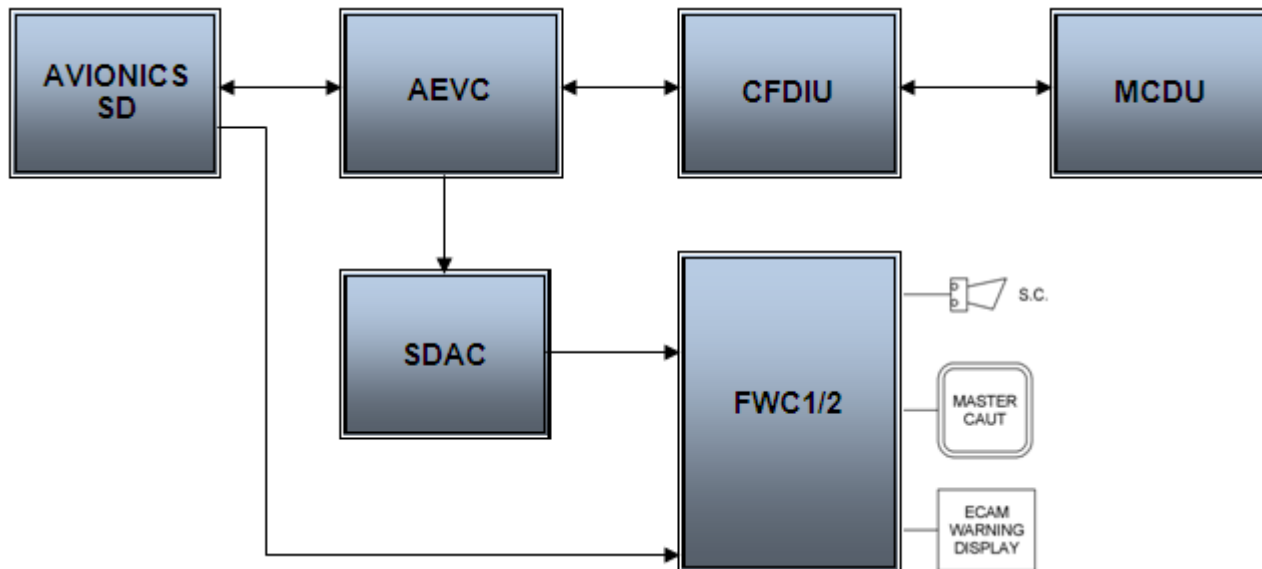 AVIONICS
SD
AEVC
CFDIU
MCDU
SDAC
FWC1/2
S.C.
MASTER
CAUT
ECAM
WARNING
DISPLAY